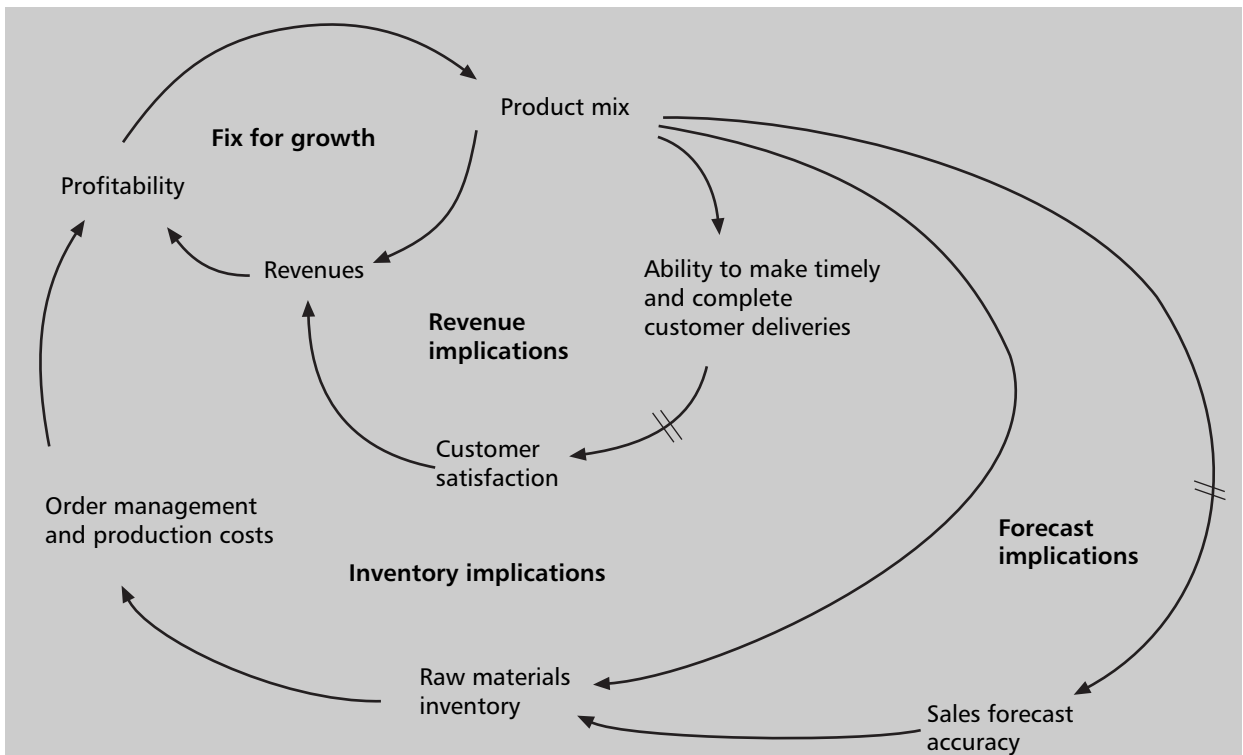 Product mix
Fix for growth
Profitability
Revenues
Ability to make timely
and complete
customer deliveries
Revenue
implications
Customer
satisfaction
Order management
and production costs
Forecast
implications
Inventory implications
Raw materials
inventory
Sales forecast
accuracy